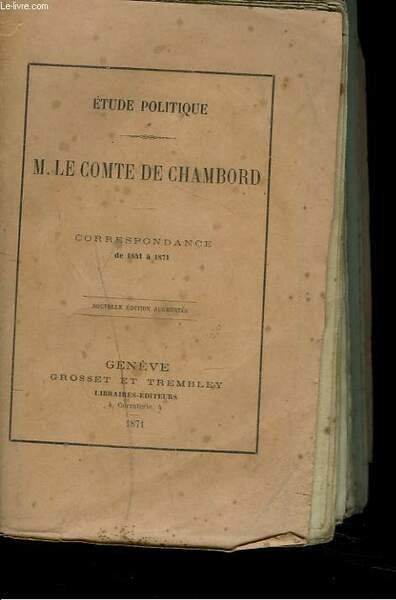 Le-livre.com
ÉTUDE POLITIQUE
M. LE COMTE DE CHAMBORD
CORRESPONDANCE
de 1841 à 1871
NOUVELLE ÉDITION AUGMENTÉE
GENÈVE
GROSSET ET TREMBLEY
LIBRAIRES-ÉDITEURS
4, Corraterie, 4
1871